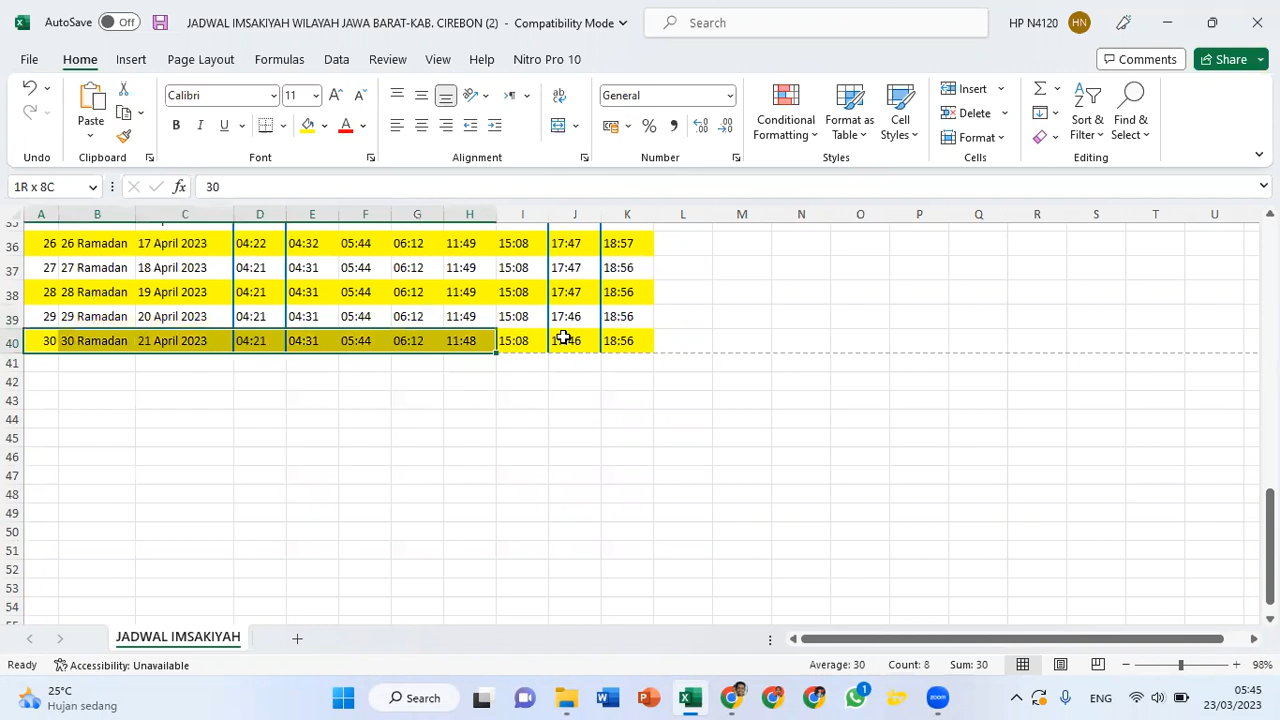 AutoSave Off JADWAL IMSAKIYAH WILAYAH JAWA BARAT-KAB. CIREBON (2) - Compatibility Mode Search HP N4120 HN
File Home Insert Page Layout Formulas Data Review View Help Nitro Pro 10 Comments Share
Paste Calibri 11 General Conditional Formatting Format as Table Cell Styles Insert Delete Format Sort & Filter Find & Select
Undo Clipboard Font Alignment Number Styles Cells Editing
1R x 8C fx 30
A B C D E F G H I J K L M N O P Q R S T U
36 26 26 Ramadan 17 April 2023 04:22 04:32 05:44 06:12 11:49 15:08 17:47 18:57
37 27 27 Ramadan 18 April 2023 04:21 04:31 05:44 06:12 11:49 15:08 17:47 18:56
38 28 28 Ramadan 19 April 2023 04:21 04:31 05:44 06:12 11:49 15:08 17:47 18:56
39 29 29 Ramadan 20 April 2023 04:21 04:31 05:44 06:12 11:49 15:08 17:46 18:56
40 30 30 Ramadan 21 April 2023 04:21 04:31 05:44 06:12 11:48 15:08 18:56
41
42
43
44
45
46
47
48
49
50
51
52
53
54
JADWAL IMSAKIYAH
Ready Accessibility: Unavailable Average: 30 Count: 8 Sum: 30 98%
25°C Hujan sedang Search 1 zoom ENG 05:45 23/03/2023